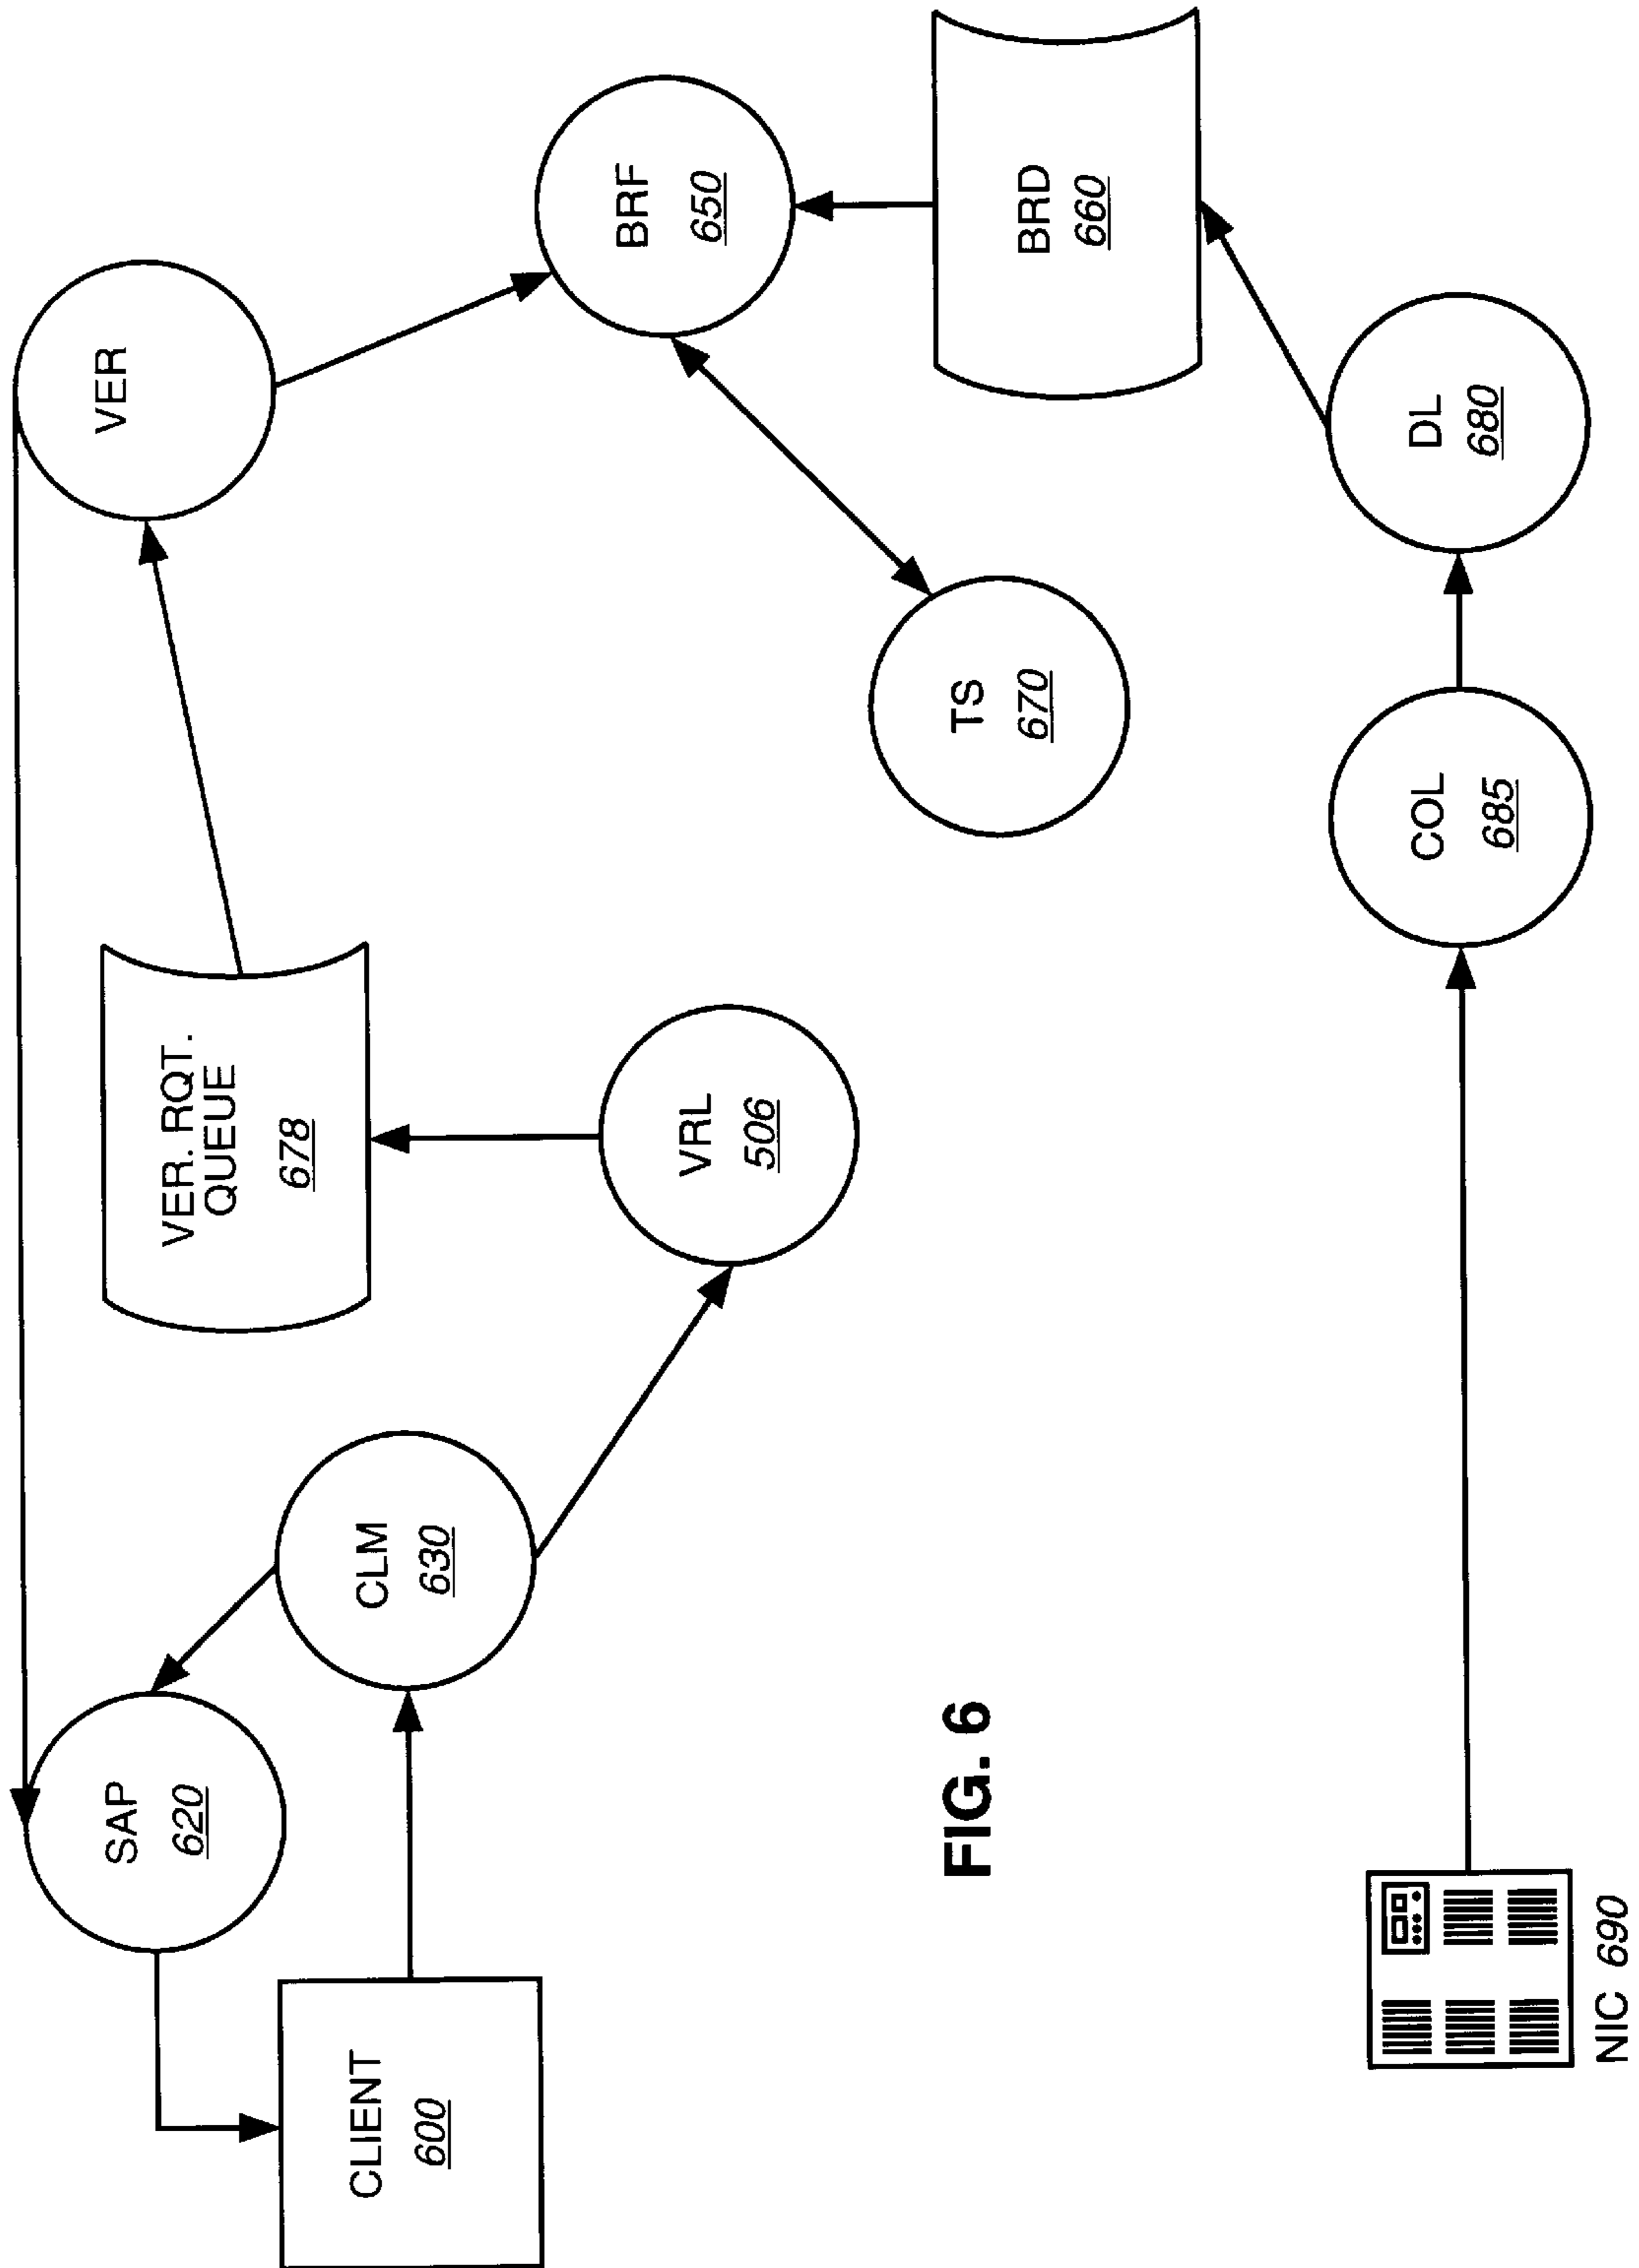 CLIENT
600
SAP
620
CLM
630
VER. RQT.
QUEUE
678
VRL
506
VER
BRF
650
TS
670
BRD
660
DL
680
COL
685
NIC 690
FIG. 6